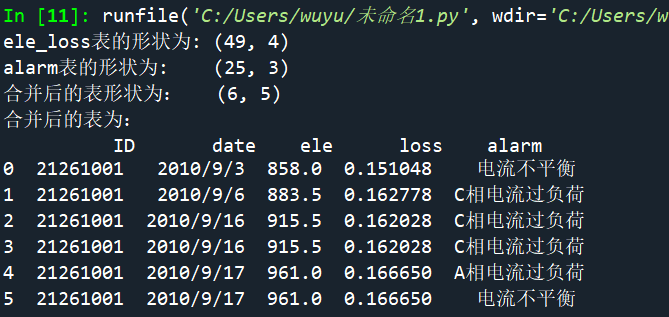 In [11]: runfile('C:/Users/wuyu/未命名1.py', wdir='C:/Users/w
ele_loss表的形状为: (49, 4)
alarm表的形状为: (25, 3)
合并后的表形状为: (6, 5)
合并后的表为:
ID date ele loss alarm
0 21261001 2010/9/3 858.0 0.151048 电流不平衡
1 21261001 2010/9/6 883.5 0.162778 C相电流过负荷
2 21261001 2010/9/16 915.5 0.162028 C相电流过负荷
3 21261001 2010/9/16 915.5 0.162028 C相电流过负荷
4 21261001 2010/9/17 961.0 0.166650 A相电流过负荷
5 21261001 2010/9/17 961.0 0.166650 电流不平衡